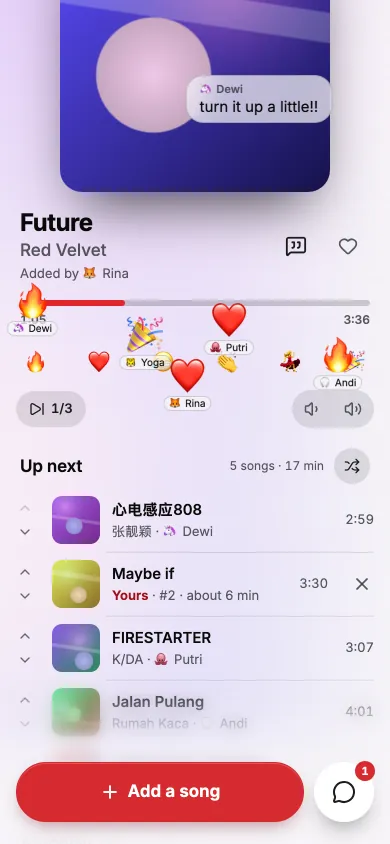 Dewi
turn it up a little!!
Future
Red Velvet
Added by Rina
1:05
3:36
Dewi
Putri
Yoga
Andi
Rina
1/3
Up next
5 songs · 17 min
心电感应808
张靓颖 · Dewi
2:59
Maybe if
Yours · #2 · about 6 min
3:30
FIRESTARTER
K/DA · Putri
3:07
Jalan Pulang
Rumah Kaca · Andi
4:01
Add a song
1